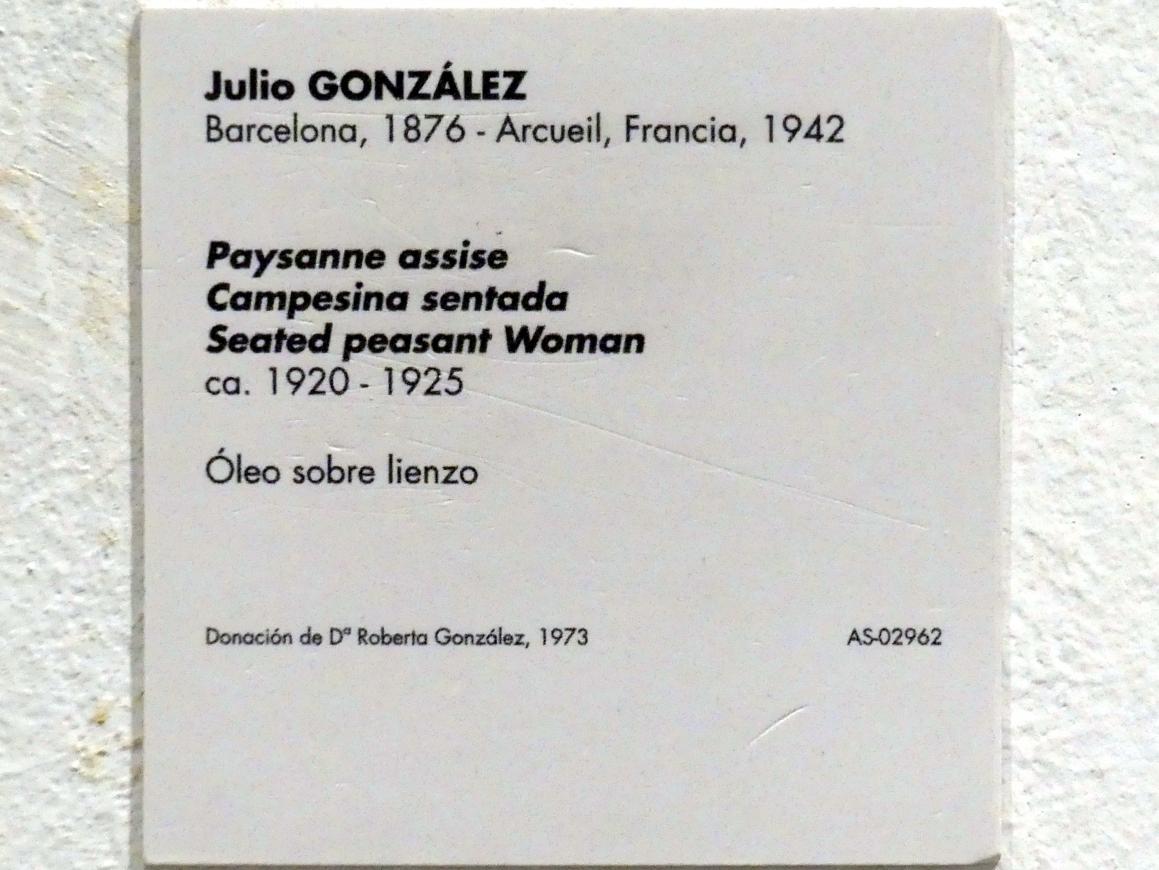 Julio GONZÁLEZ
Barcelona, 1876 - Arcueil, Francia, 1942
Paysanne assise
Campesina sentada
Seated peasant Woman
ca. 1920 - 1925
Óleo sobre lienzo
Donación de Dª Roberta González, 1973 AS-02962